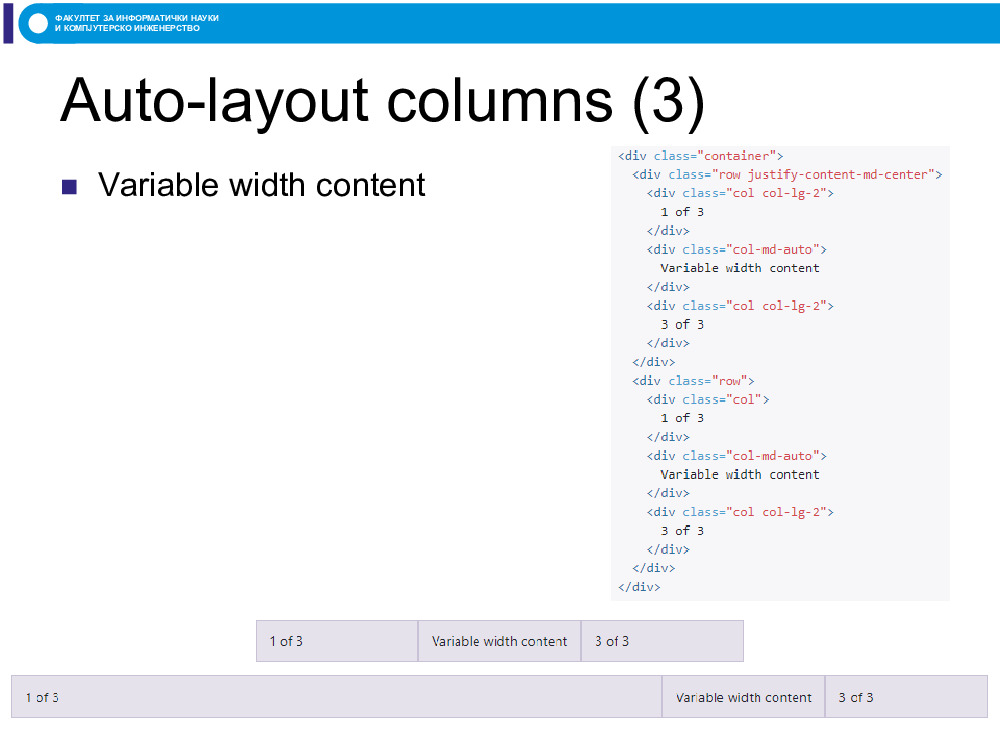 ФАКУЛТЕТ ЗА ИНФОРМАТИЧКИ НАУКИ
И КОМПЈУТЕРСКО ИНЖЕНЕРСТВО
Auto-layout columns (3)
Variable width content
<div class="container">
<div class="row justify-content-md-center">
<div class="col col-lg-2">
1 of 3
</div>
<div class="col-md-auto">
Variable width content
</div>
<div class="col col-lg-2">
3 of 3
</div>
</div>
<div class="row">
<div class="col">
1 of 3
</div>
<div class="col-md-auto">
Variable width content
</div>
<div class="col col-lg-2">
3 of 3
</div>
</div>
</div>
1 of 3 Variable width content 3 of 3
1 of 3 Variable width content 3 of 3